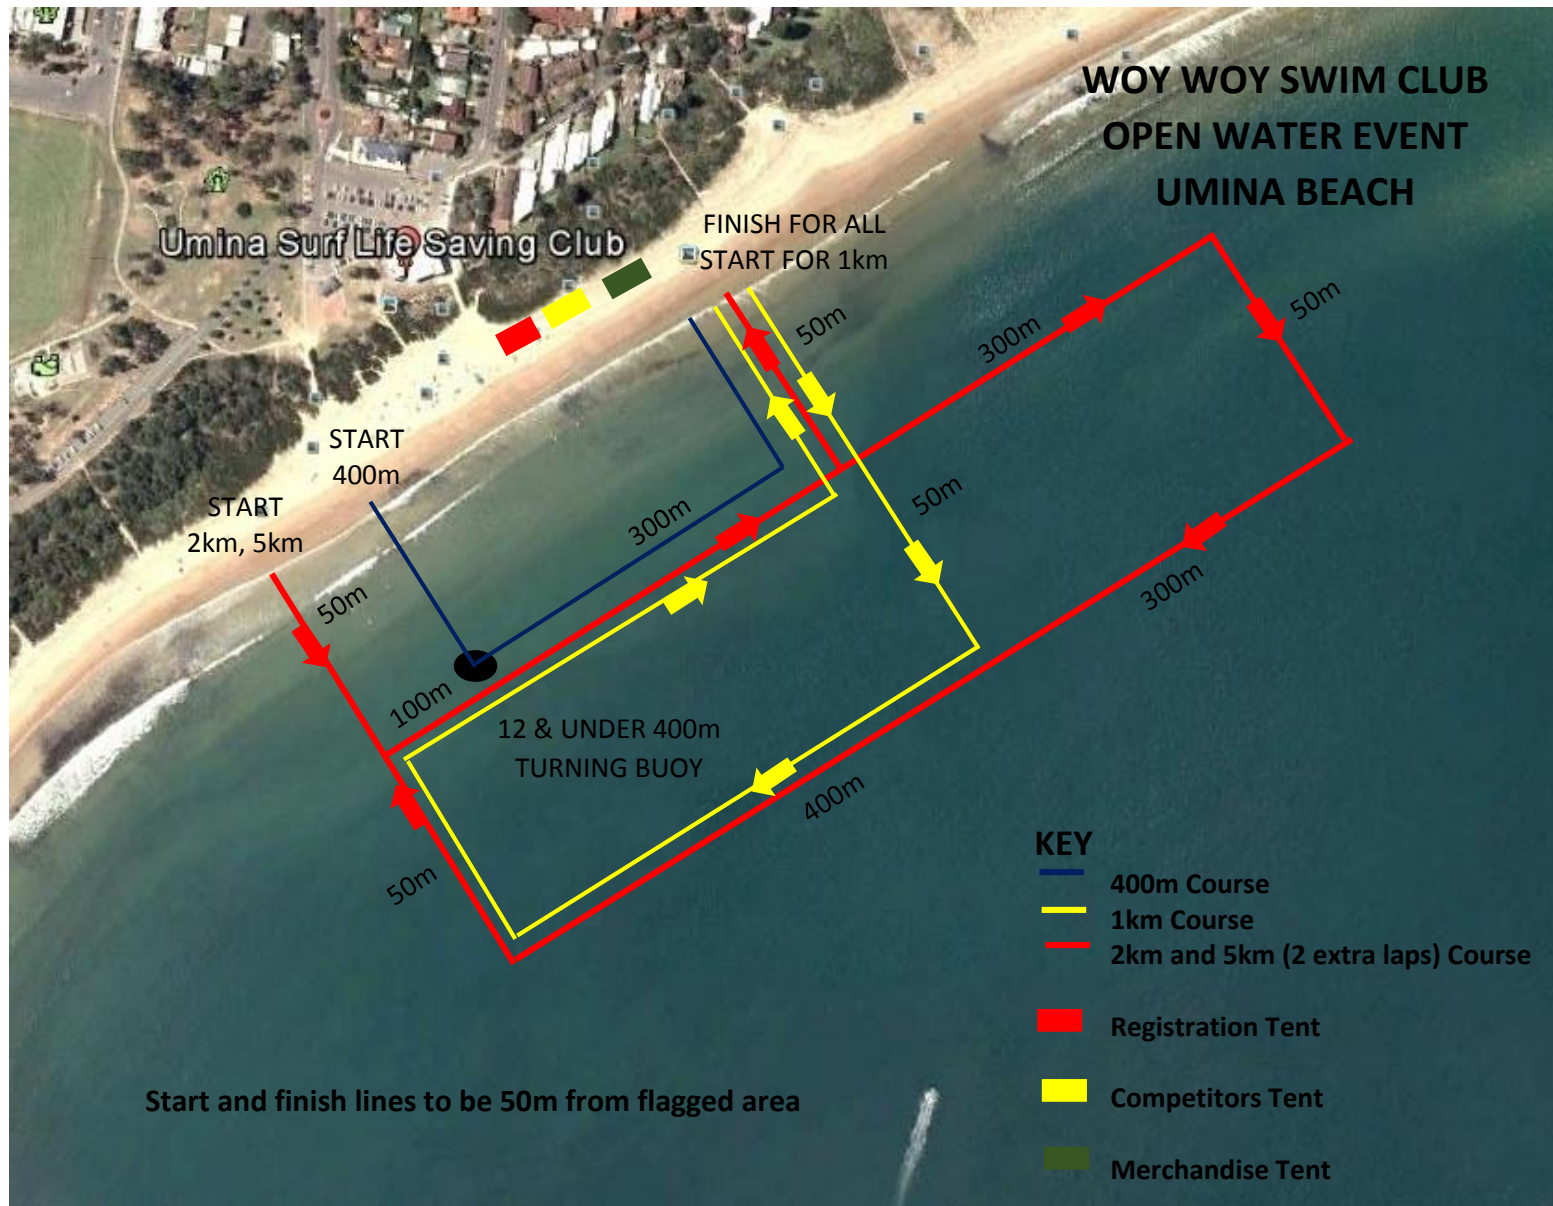 WOY WOY SWIM CLUB
OPEN WATER EVENT
UMINA BEACH
Umina Surf Life Saving Club
FINISH FOR ALL
START FOR 1km
50m
300m
50m
START
400m
START
2km, 5km
50m
300m
50m
300m
100m
12 & UNDER 400m
TURNING BUOY
400m
50m
KEY
400m Course
1km Course
2km and 5km (2 extra laps) Course
Registration Tent
Competitors Tent
Merchandise Tent
Start and finish lines to be 50m from flagged area